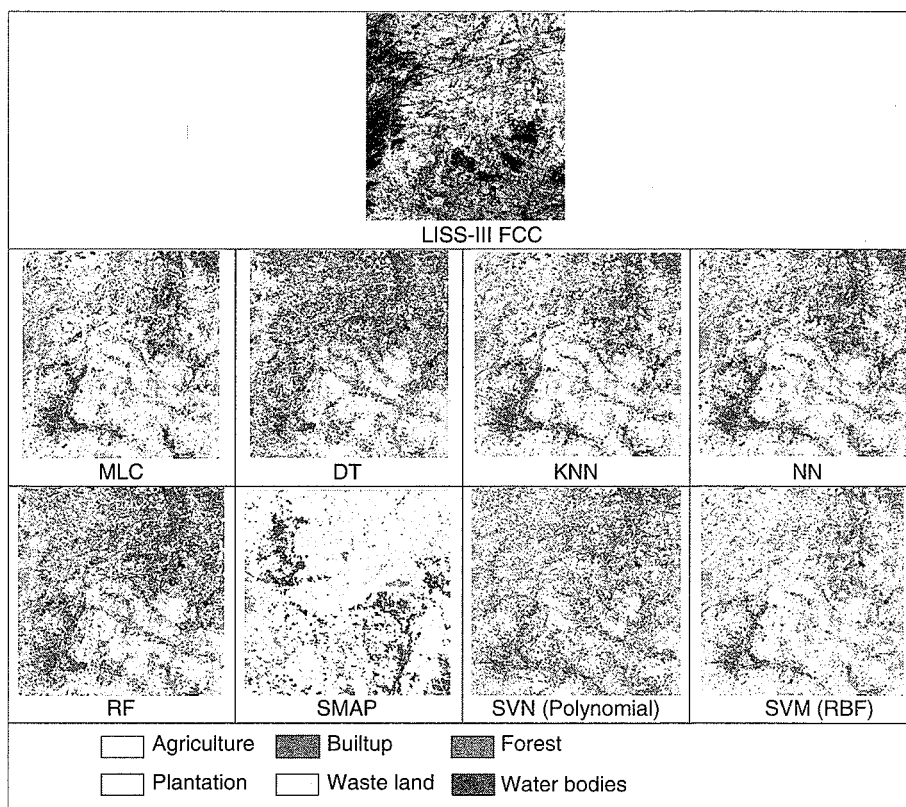 LISS-III FCC
MLC DT KNN NN
RF SMAP SVN (Polynomial) SVM (RBF)
Agriculture Builtup Forest
Plantation Waste land Water bodies